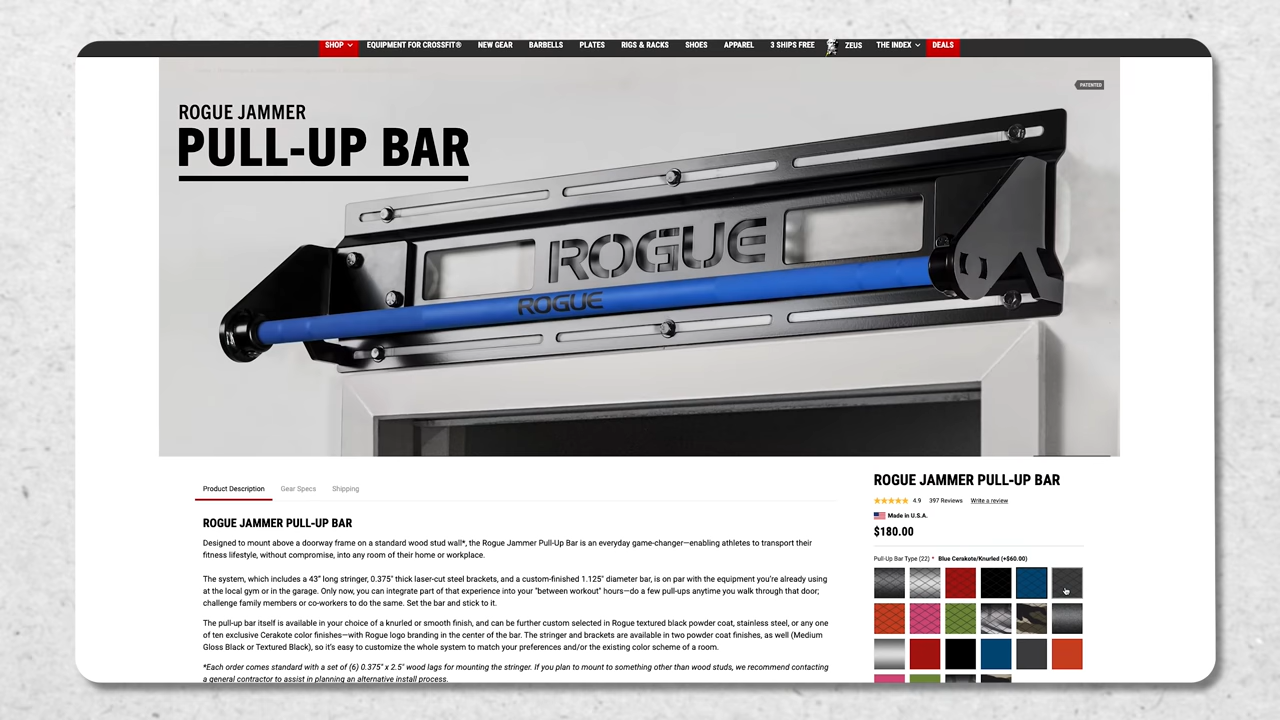 SHOP EQUIPMENT FOR CROSSFIT® NEW GEAR BARBELLS PLATES RIGS & RACKS SHOES APPAREL 3 SHIPS FREE ZEUS THE INDEX DEALS
PATENTED
ROGUE JAMMER
PULL-UP BAR
ROGUE
ROGUE
Product Description Gear Specs Shipping
ROGUE JAMMER PULL-UP BAR
Designed to mount above a doorway frame on a standard wood stud wall*, the Rogue Jammer Pull-Up Bar is an everyday game-changer—enabling athletes to transport their
fitness lifestyle, without compromise, into any room of their home or workplace.
The system, which includes a 43" long stringer, 0.375" thick laser-cut steel brackets, and a custom-finished 1.125" diameter bar, is on par with the equipment you're already using
at the local gym or in the garage. Only now, you can integrate part of that experience into your "between workout" hours—do a few pullups anytime you walk through that door;
challenge family members or co-workers to do the same. Set the bar and stick to it.
The pull-up bar itself is available in your choice of a knurled or smooth finish, and can be further custom selected in Rogue textured black powder coat, stainless steel, or any one
of ten exclusive Cerakote color finishes—with Rogue logo branding in the center of the bar. The stringer and brackets are available in two powder coat finishes, as well (Medium
Gloss Black or Textured Black), so it's easy to customize the whole system to match your preferences and/or the existing color scheme of a room.
*Each order comes standard with a set of (6) 0.375" x 2.5" wood lags for mounting the stringer. If you plan to mount to something other than wood studs, we recommend contacting
a general contractor to assist in planning an alternative install process.
ROGUE JAMMER PULL-UP BAR
4.9 397 Reviews Write a review
Made in U.S.A.
$180.00
Pull-Up Bar Type (22) * Blue Cerakote/Knurled (+$60.00)